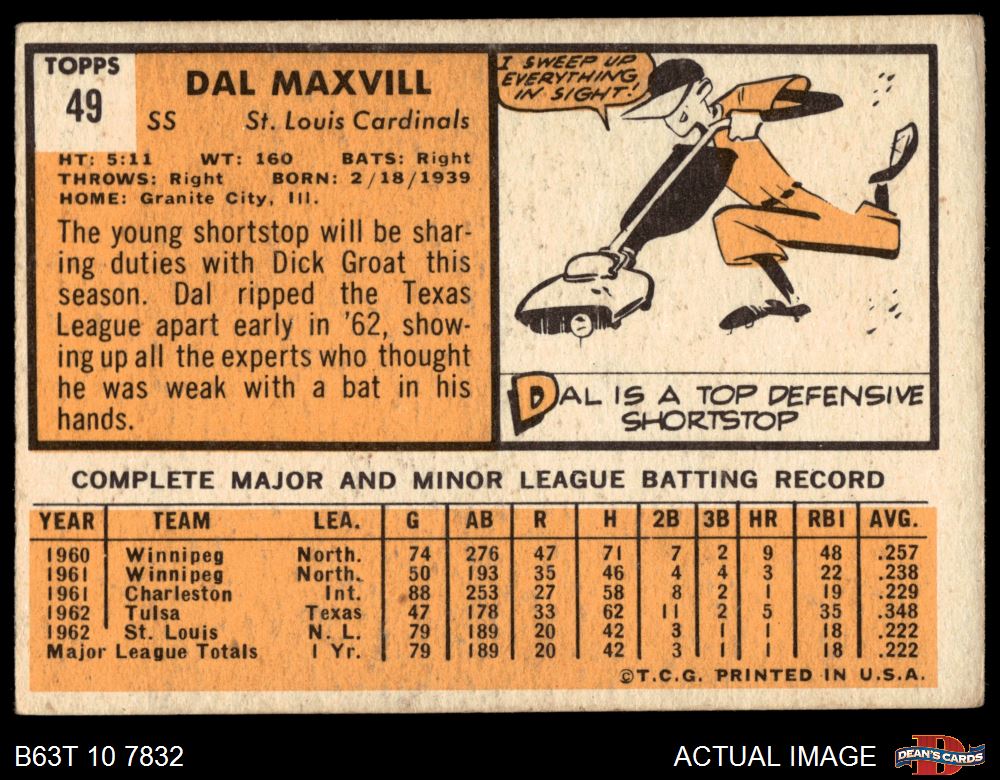 TOPPS
49
DAL MAXVILL
SS St. Louis Cardinals
HT: 5:11 WT: 160 BATS: Right
THROWS: Right BORN: 2/18/1939
HOME: Granite City, Ill.
The young shortstop will be shar-
ing duties with Dick Groat this
season. Dal ripped the Texas
League apart early in '62, show-
ing up all the experts who thought
he was weak with a bat in his
hands.
I SWEEP UP
EVERYTHING
IN SIGHT!
DAL IS A TOP DEFENSIVE
SHORTSTOP
COMPLETE MAJOR AND MINOR LEAGUE BATTING RECORD
YEAR TEAM LEA. G AB R H 2B 3B HR RBI AVG.
1960 Winnipeg North. 74 276 47 71 7 2 9 48 .257
1961 Winnipeg North. 50 193 35 46 4 4 3 22 .238
1961 Charleston Int. 88 253 27 58 8 2 1 19 .229
1962 Tulsa Texas 47 178 33 62 11 2 5 35 .348
1962 St. Louis N. L. 79 189 20 42 3 1 1 18 .222
Major League Totals 1 Yr. 79 189 20 42 3 1 1 18 .222
©T.C.G. PRINTED IN U.S.A.
B63T 10 7832
ACTUAL IMAGE
D
DEAN'S CARDS